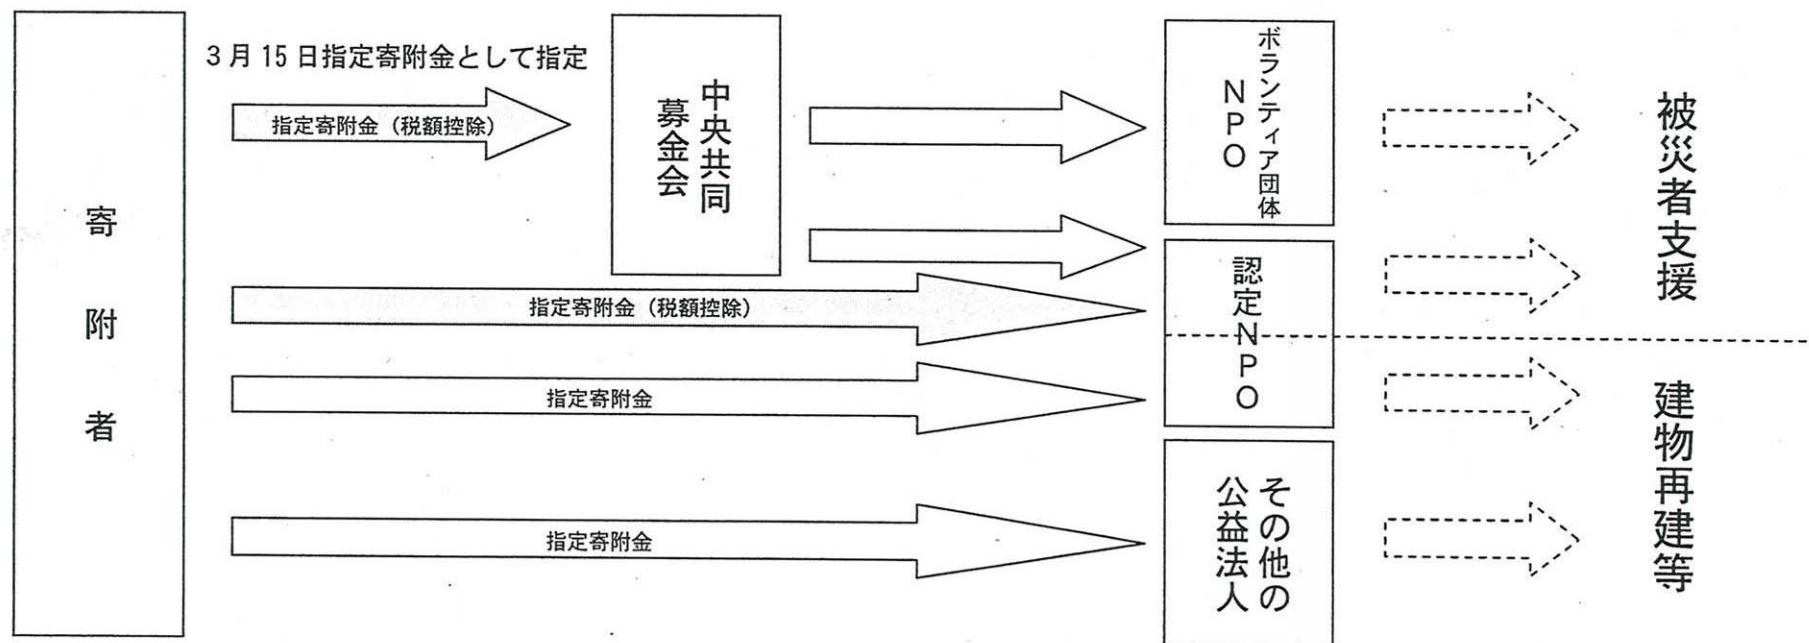 寄附者
3月15日指定寄附金として指定
指定寄附金（税額控除）
中央共同
募金会
ボランティア団体
NPO
被災者支援
指定寄附金（税額控除）
認定NPO
指定寄附金
建物再建等
指定寄附金
その他の
公益法人